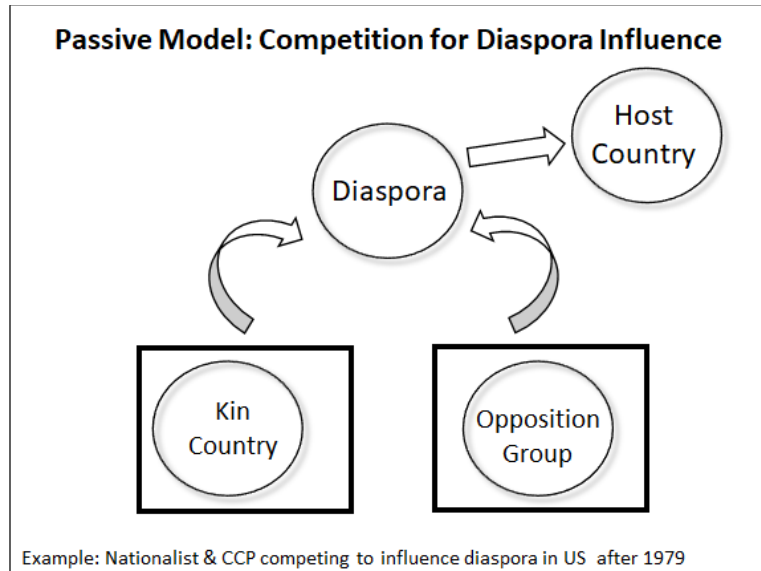 Passive Model: Competition for Diaspora Influence
Host
Country
Diaspora
Kin
Country
Opposition
Group
Example: Nationalist & CCP competing to influence diaspora in US after 1979